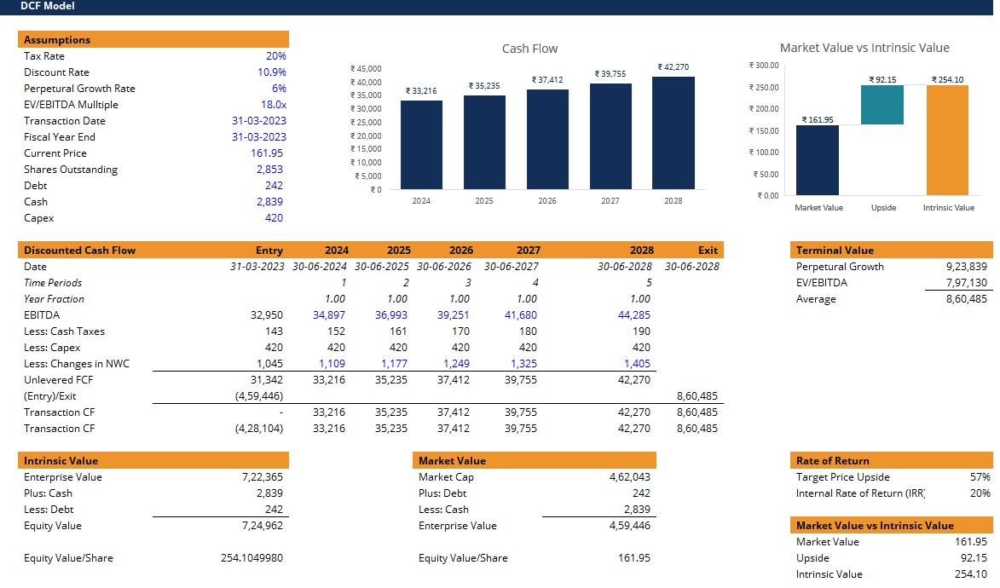 DCF Model
Assumptions
Tax Rate 20%
Discount Rate 10.9%
Perpetural Growth Rate 6%
EV/EBITDA Mulltiple 18.0x
Transaction Date 31-03-2023
Fiscal Year End 31-03-2023
Current Price 161.95
Shares Outstanding 2,853
Debt 242
Cash 2,839
Capex 420
Cash Flow
₹ 45,000
₹ 40,000
₹ 35,000
₹ 30,000
₹ 25,000
₹ 20,000
₹ 15,000
₹ 10,000
₹ 5,000
₹ 0
₹ 33,216 ₹ 35,235 ₹ 37,412 ₹ 39,755 ₹ 42,270
2024 2025 2026 2027 2028
Market Value vs Intrinsic Value
₹ 300.00
₹ 250.00
₹ 200.00
₹ 150.00
₹ 100.00
₹ 50.00
₹ 0.00
₹ 161.95 ₹ 92.15 ₹ 254.10
Market Value Upside Intrinsic Value
Discounted Cash Flow Entry 2024 2025 2026 2027 2028 Exit
Date 31-03-2023 30-06-2024 30-06-2025 30-06-2026 30-06-2027 30-06-2028 30-06-2028
Time Periods 1 2 3 4 5
Year Fraction 1.00 1.00 1.00 1.00 1.00
EBITDA 32,950 34,897 36,993 39,251 41,680 44,285
Less: Cash Taxes 143 152 161 170 180 190
Less: Capex 420 420 420 420 420 420
Less: Changes in NWC 1,045 1,109 1,177 1,249 1,325 1,405
Unlevered FCF 31,342 33,216 35,235 37,412 39,755 42,270
(Entry)/Exit (4,59,446) 8,60,485
Transaction CF - 33,216 35,235 37,412 39,755 42,270 8,60,485
Transaction CF (4,28,104) 33,216 35,235 37,412 39,755 42,270 8,60,485
Terminal Value
Perpetural Growth 9,23,839
EV/EBITDA 7,97,130
Average 8,60,485
Intrinsic Value
Enterprise Value 7,22,365
Plus: Cash 2,839
Less: Debt 242
Equity Value 7,24,962
Equity Value/Share 254.1049980
Market Value
Market Cap 4,62,043
Plus: Debt 242
Less: Cash 2,839
Enterprise Value 4,59,446
Equity Value/Share 161.95
Rate of Return
Target Price Upside 57%
Internal Rate of Return (IRR) 20%
Market Value vs Intrinsic Value
Market Value 161.95
Upside 92.15
Intrinsic Value 254.10